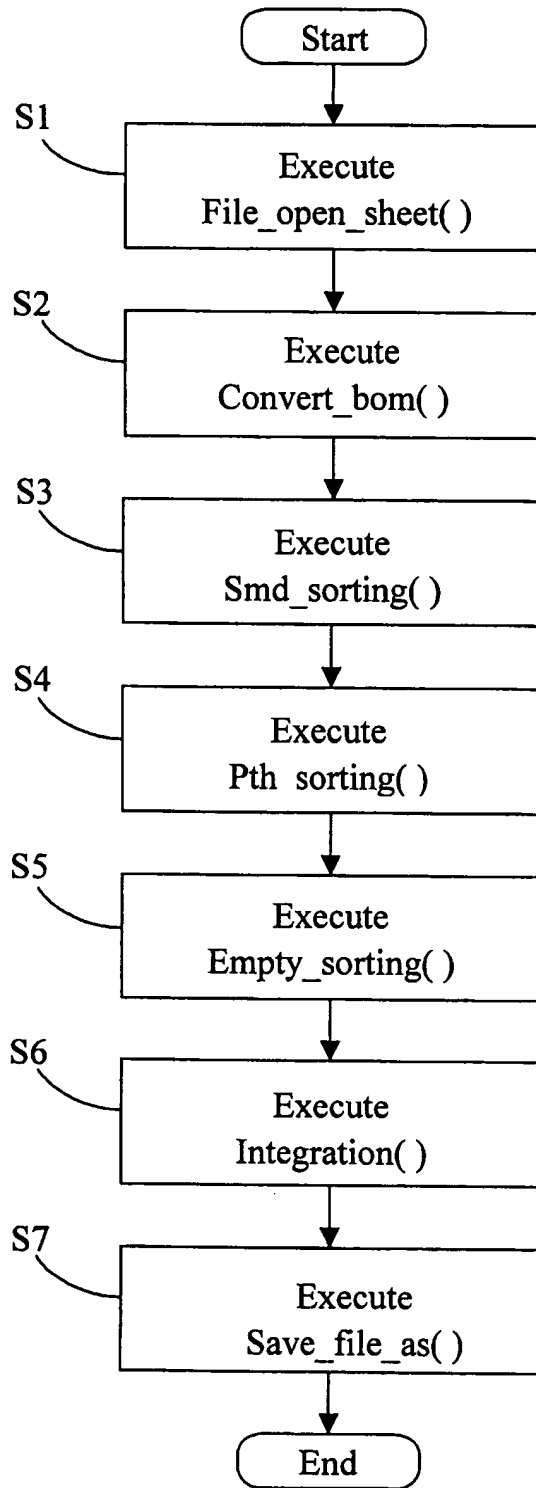 Start
S1
Execute
File_open_sheet( )
S2
Execute
Convert_bom( )
S3
Execute
Smd_sorting( )
S4
Execute
Pth sorting( )
S5
Execute
Empty_sorting( )
S6
Execute
Integration( )
S7
Execute
Save_file_as( )
End